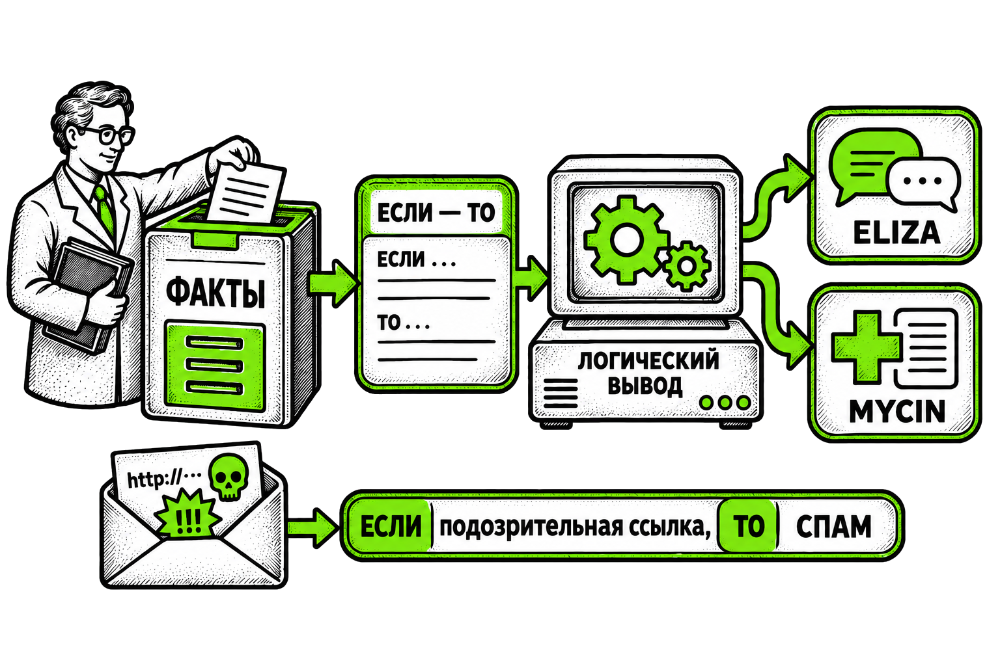 ФАКТЫ
ЕСЛИ — ТО
ЕСЛИ ...
ТО ...
ЛОГИЧЕСКИЙ
ВЫВОД
ELIZA
MYCIN
http://...
!!!
ЕСЛИ подозрительная ссылка, ТО СПАМ